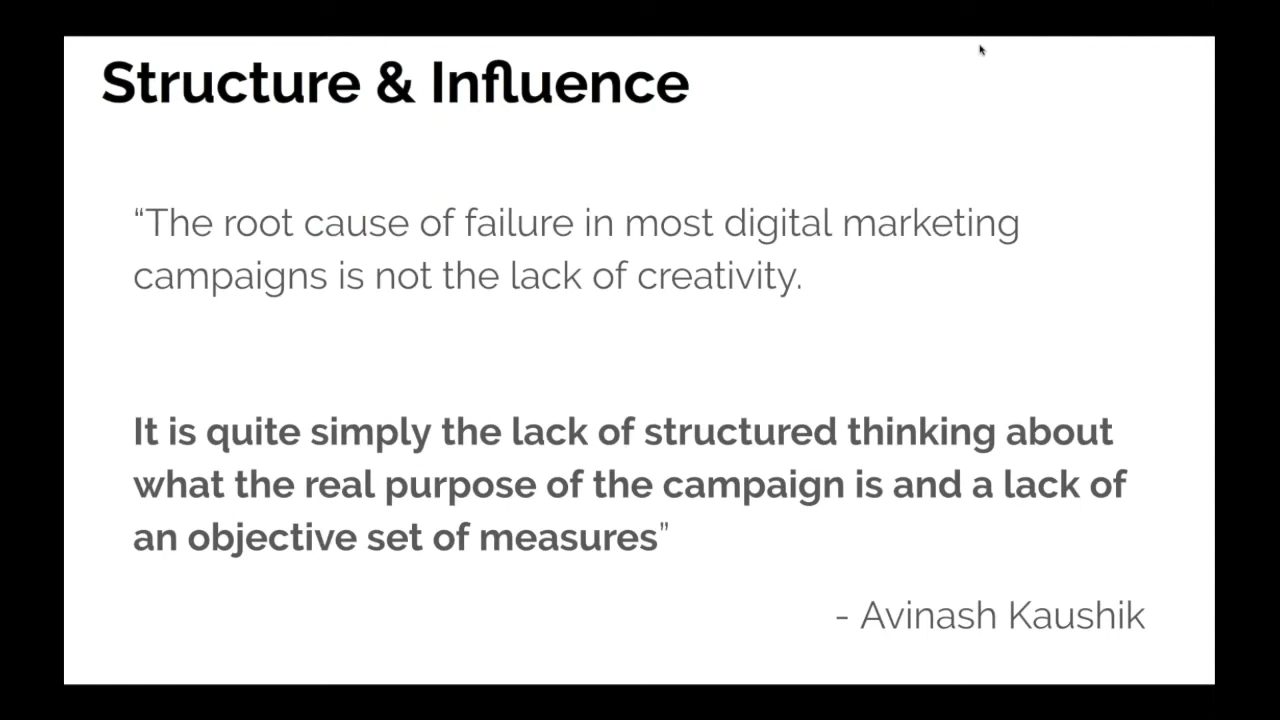 Structure & Influence
“The root cause of failure in most digital marketing
campaigns is not the lack of creativity.
It is quite simply the lack of structured thinking about
what the real purpose of the campaign is and a lack of
an objective set of measures”
- Avinash Kaushik